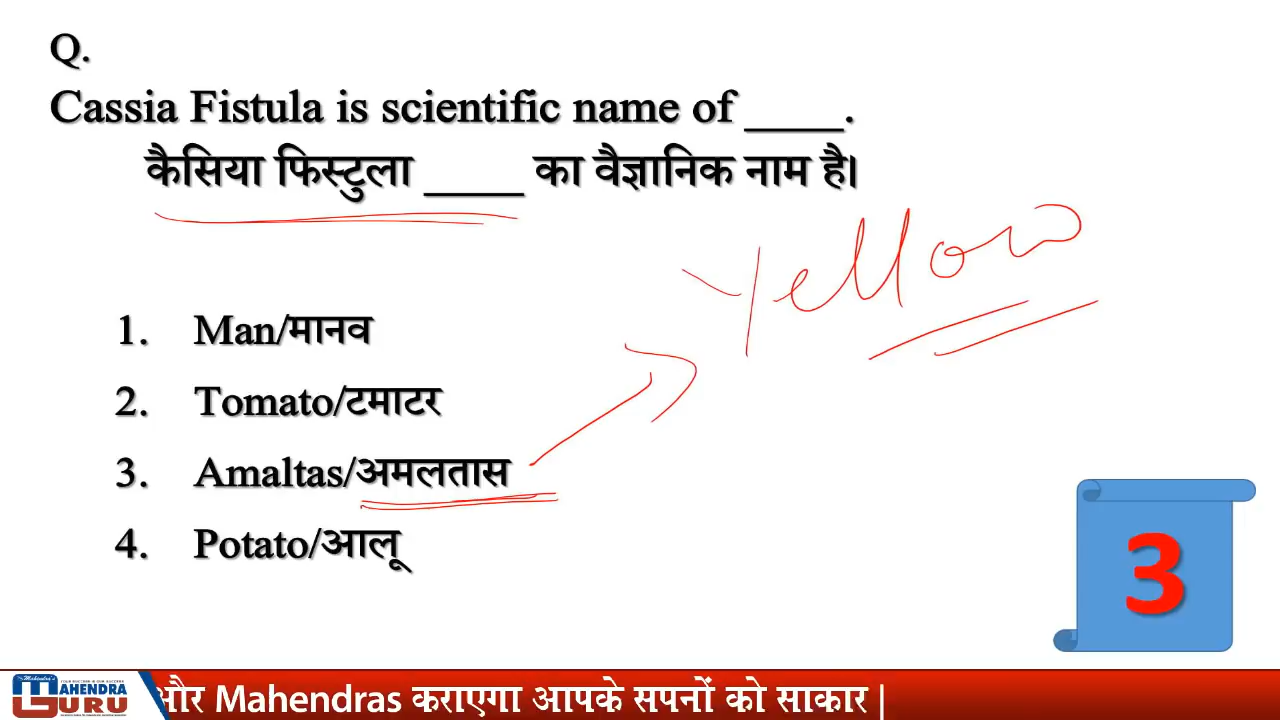 Q.
Cassia Fistula is scientific name of ____.
कैसिया फिस्टुला ____ का वैज्ञानिक नाम है।
Yellow
1. Man/मानव
2. Tomato/टमाटर
3. Amaltas/अमलतास
4. Potato/आलू
3
MAHENDRA
GURU
और Mahendras कराएगा आपके सपनों को साकार |